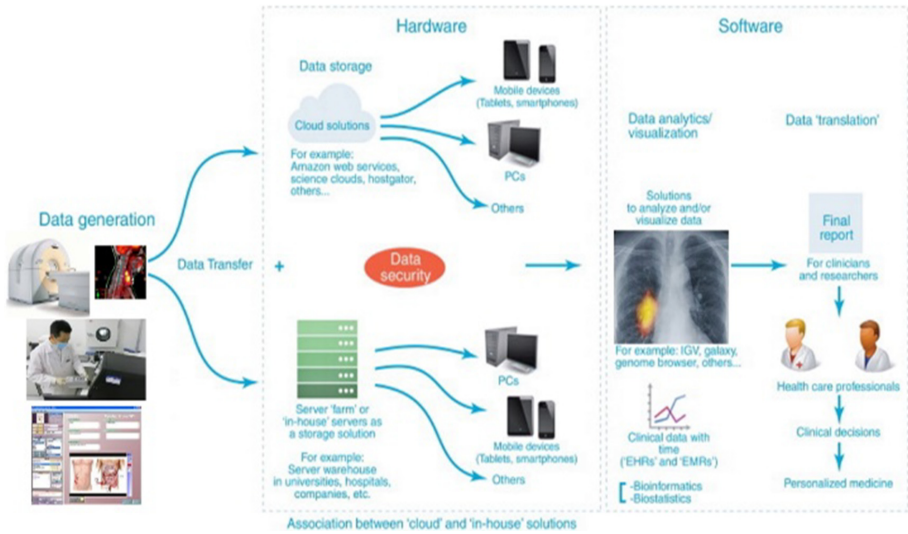 Hardware
Software
Data storage
Cloud solutions
For example:
Amazon web services,
science clouds, hostgator,
others...
Mobile devices
(Tablets, smartphones)
PCs
Others
Data generation
Data Transfer
+
Data
security
Server 'farm' or
'in-house' servers as
a storage solution
For example:
Server warehouse
in universities, hospitals,
companies, etc.
PCs
Mobile devices
(Tablets, smartphones)
Others
Association between 'cloud' and 'in-house' solutions
Data analytics/
visualization
Solutions
to analyze and/or
visualize data
For example: IGV, galaxy,
genome browser, others...
Clinical data with
time
('EHRs' and 'EMRs')
-Bioinformatics
-Biostatistics
Data 'translation'
Final
report
For clinicians
and researchers
Health care professionals
Clinical decisions
Personalized medicine